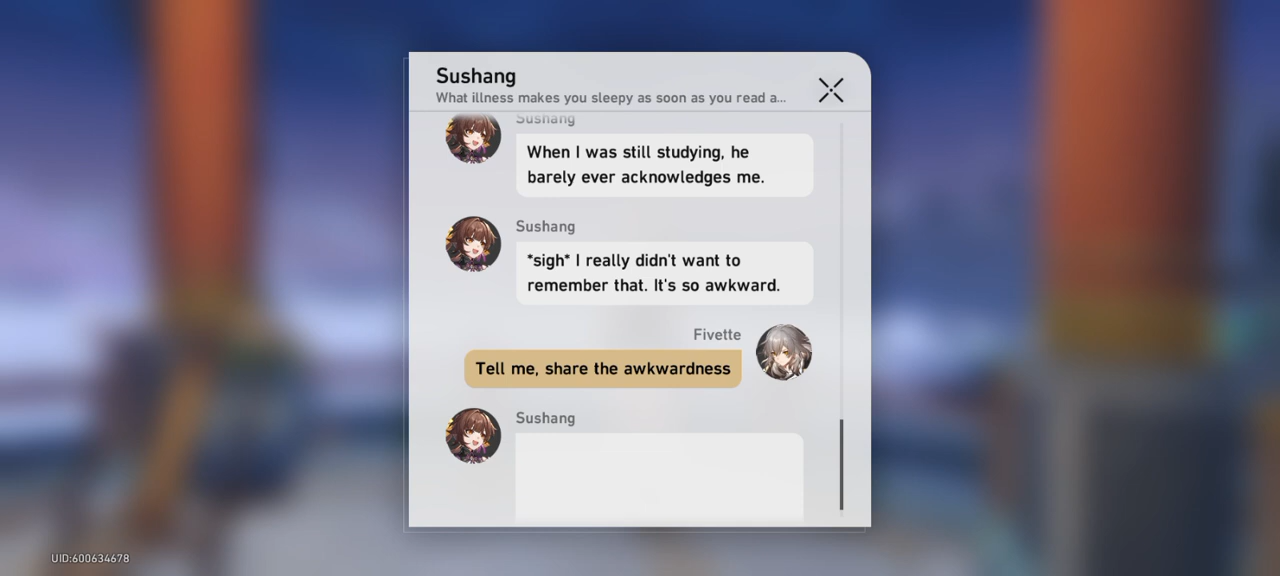 Sushang
What illness makes you sleepy as soon as you read a...
Sushang
When I was still studying, he
barely ever acknowledges me.
Sushang
*sigh* I really didn't want to
remember that. It's so awkward.
Fivette
Tell me, share the awkwardness
Sushang
UID:600634678